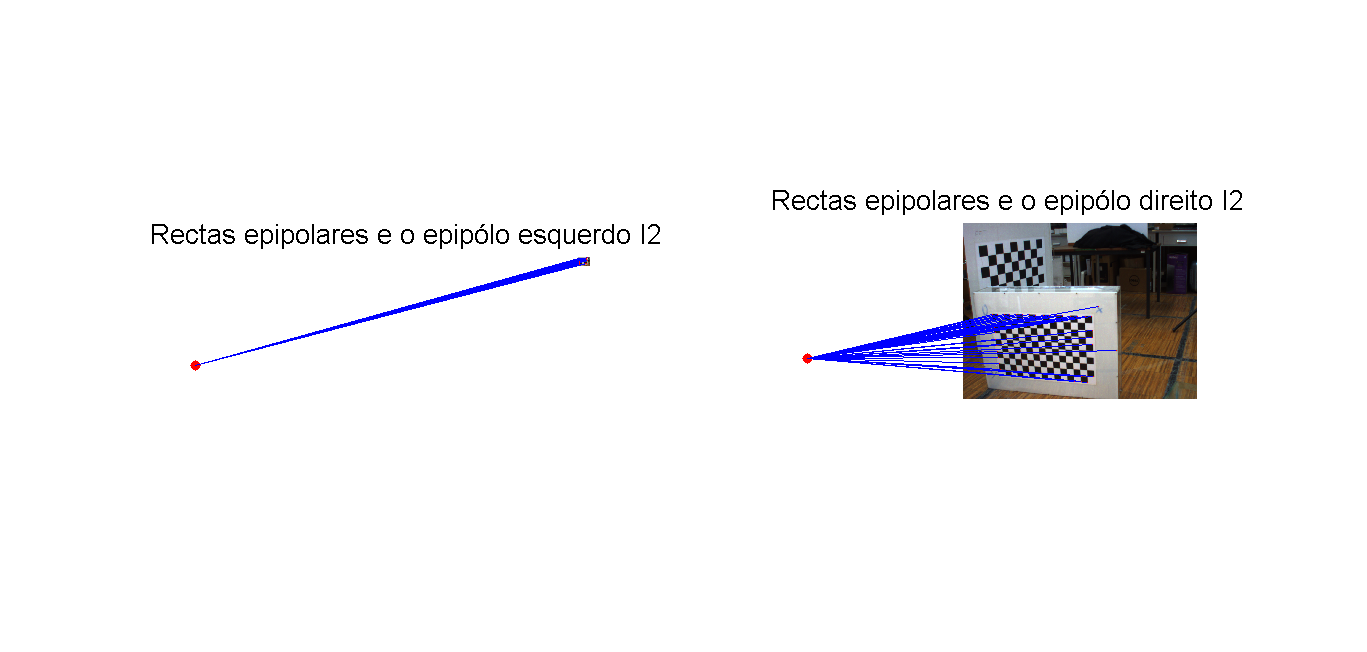 Rectas epipolares e o epipólo esquerdo I2
Rectas epipolares e o epipólo direito I2